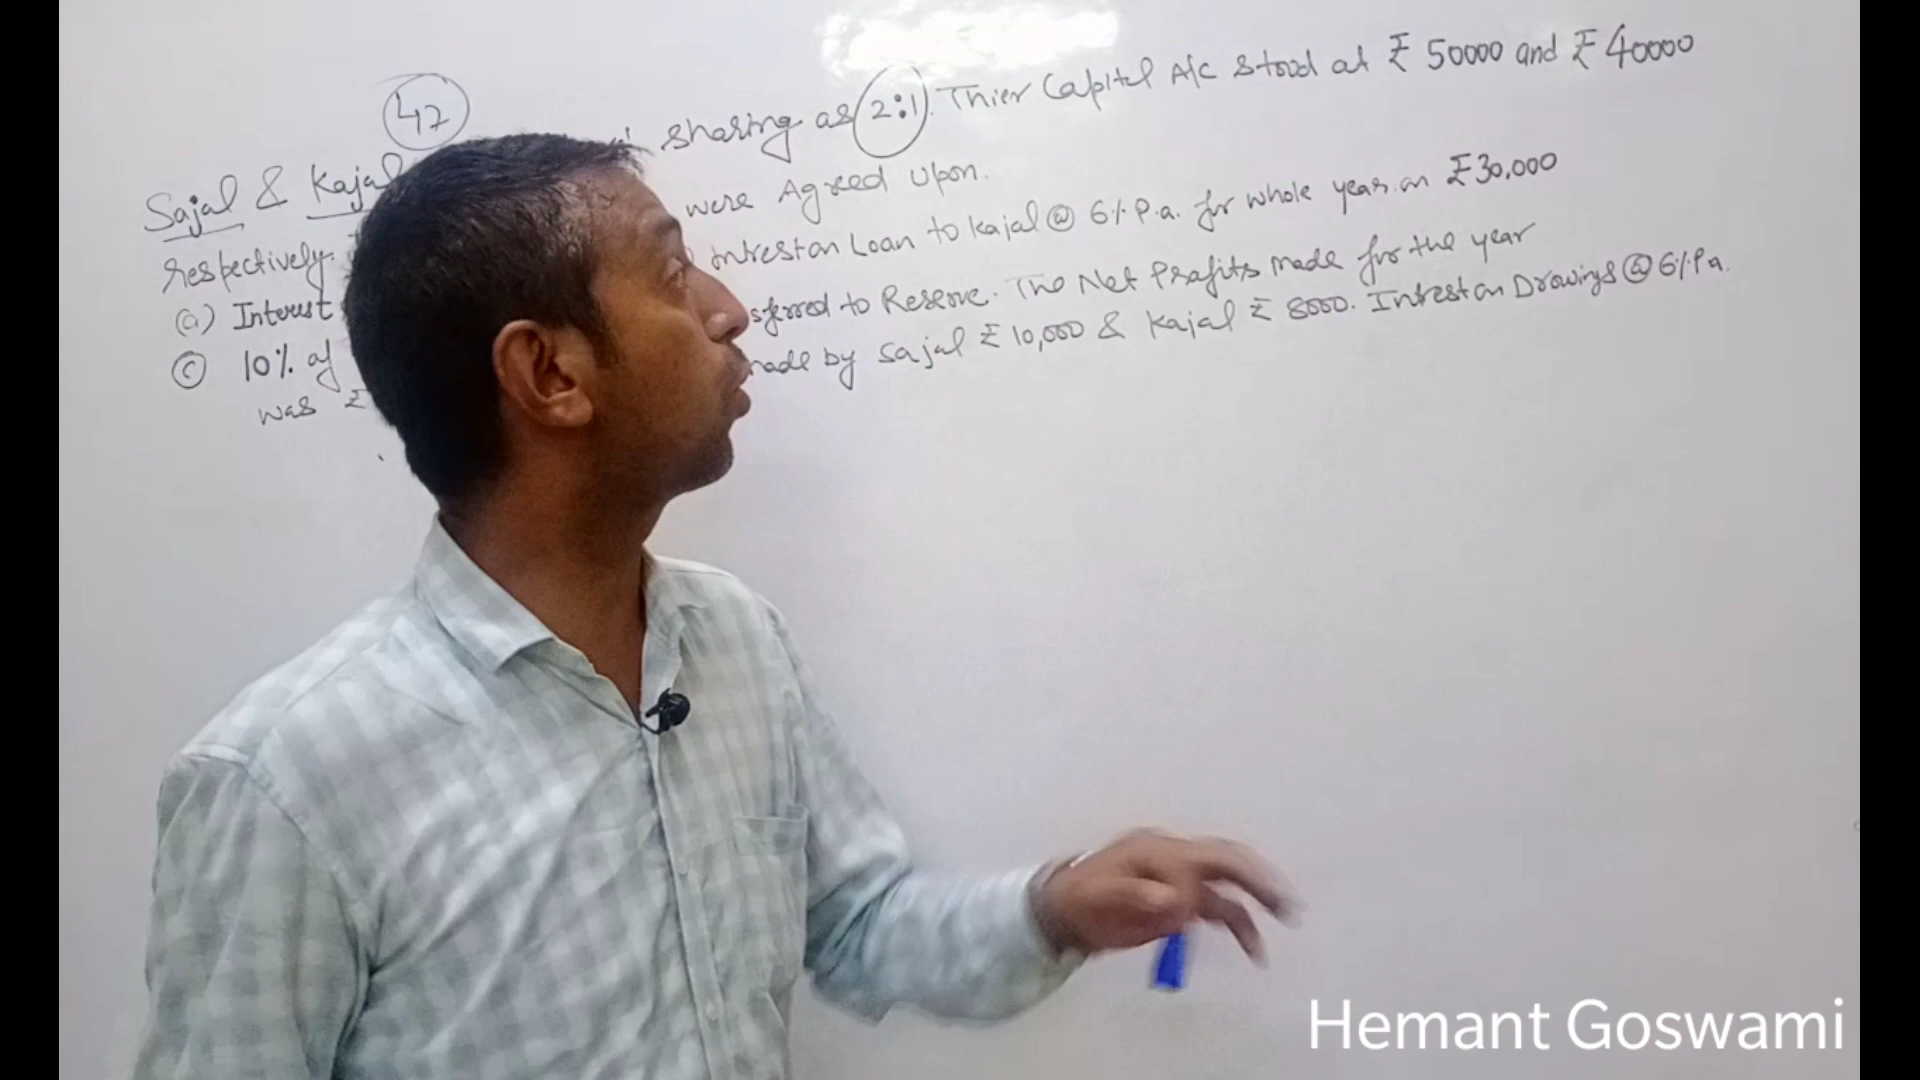 42
Sajal & Kajal sharing as 2:1. Thier Capital A/c Stood at ₹ 50000 and ₹ 40000
respectively. were Agreed Upon.
(a) Interest Intrest on Loan to Kajal @ 6% P.a. for whole year. on ₹30,000
(c) 10% of sferred to Reserve. The Net Profits made for the year
was ₹ made by Sajal ₹ 10,000 & Kajal ₹ 8000. Intrest on Drawings @ 6% Pa.
Hemant Goswami